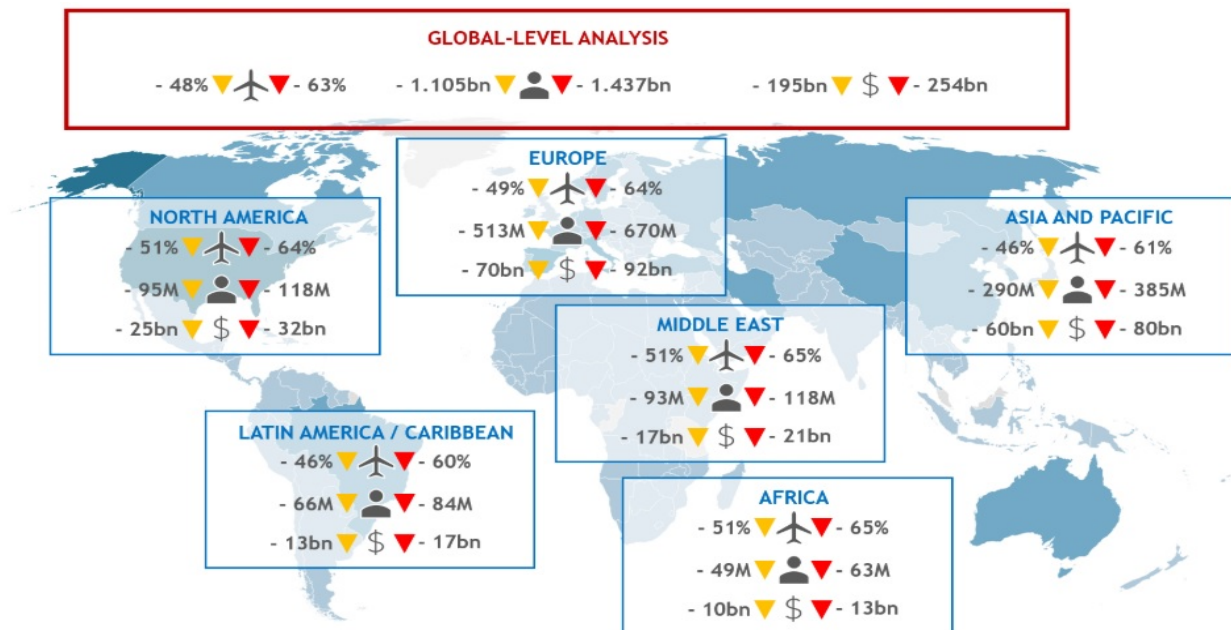 GLOBAL-LEVEL ANALYSIS
- 48% - 63% - 1.105bn - 1.437bn - 195bn $ - 254bn
EUROPE
- 49% - 64%
- 513M - 670M
- 70bn $ - 92bn
NORTH AMERICA
- 51% - 64%
- 95M - 118M
- 25bn $ - 32bn
ASIA AND PACIFIC
- 46% - 61%
- 290M - 385M
- 60bn $ - 80bn
MIDDLE EAST
- 51% - 65%
- 93M - 118M
- 17bn $ - 21bn
LATIN AMERICA / CARIBBEAN
- 46% - 60%
- 66M - 84M
- 13bn $ - 17bn
AFRICA
- 51% - 65%
- 49M - 63M
- 10bn $ - 13bn